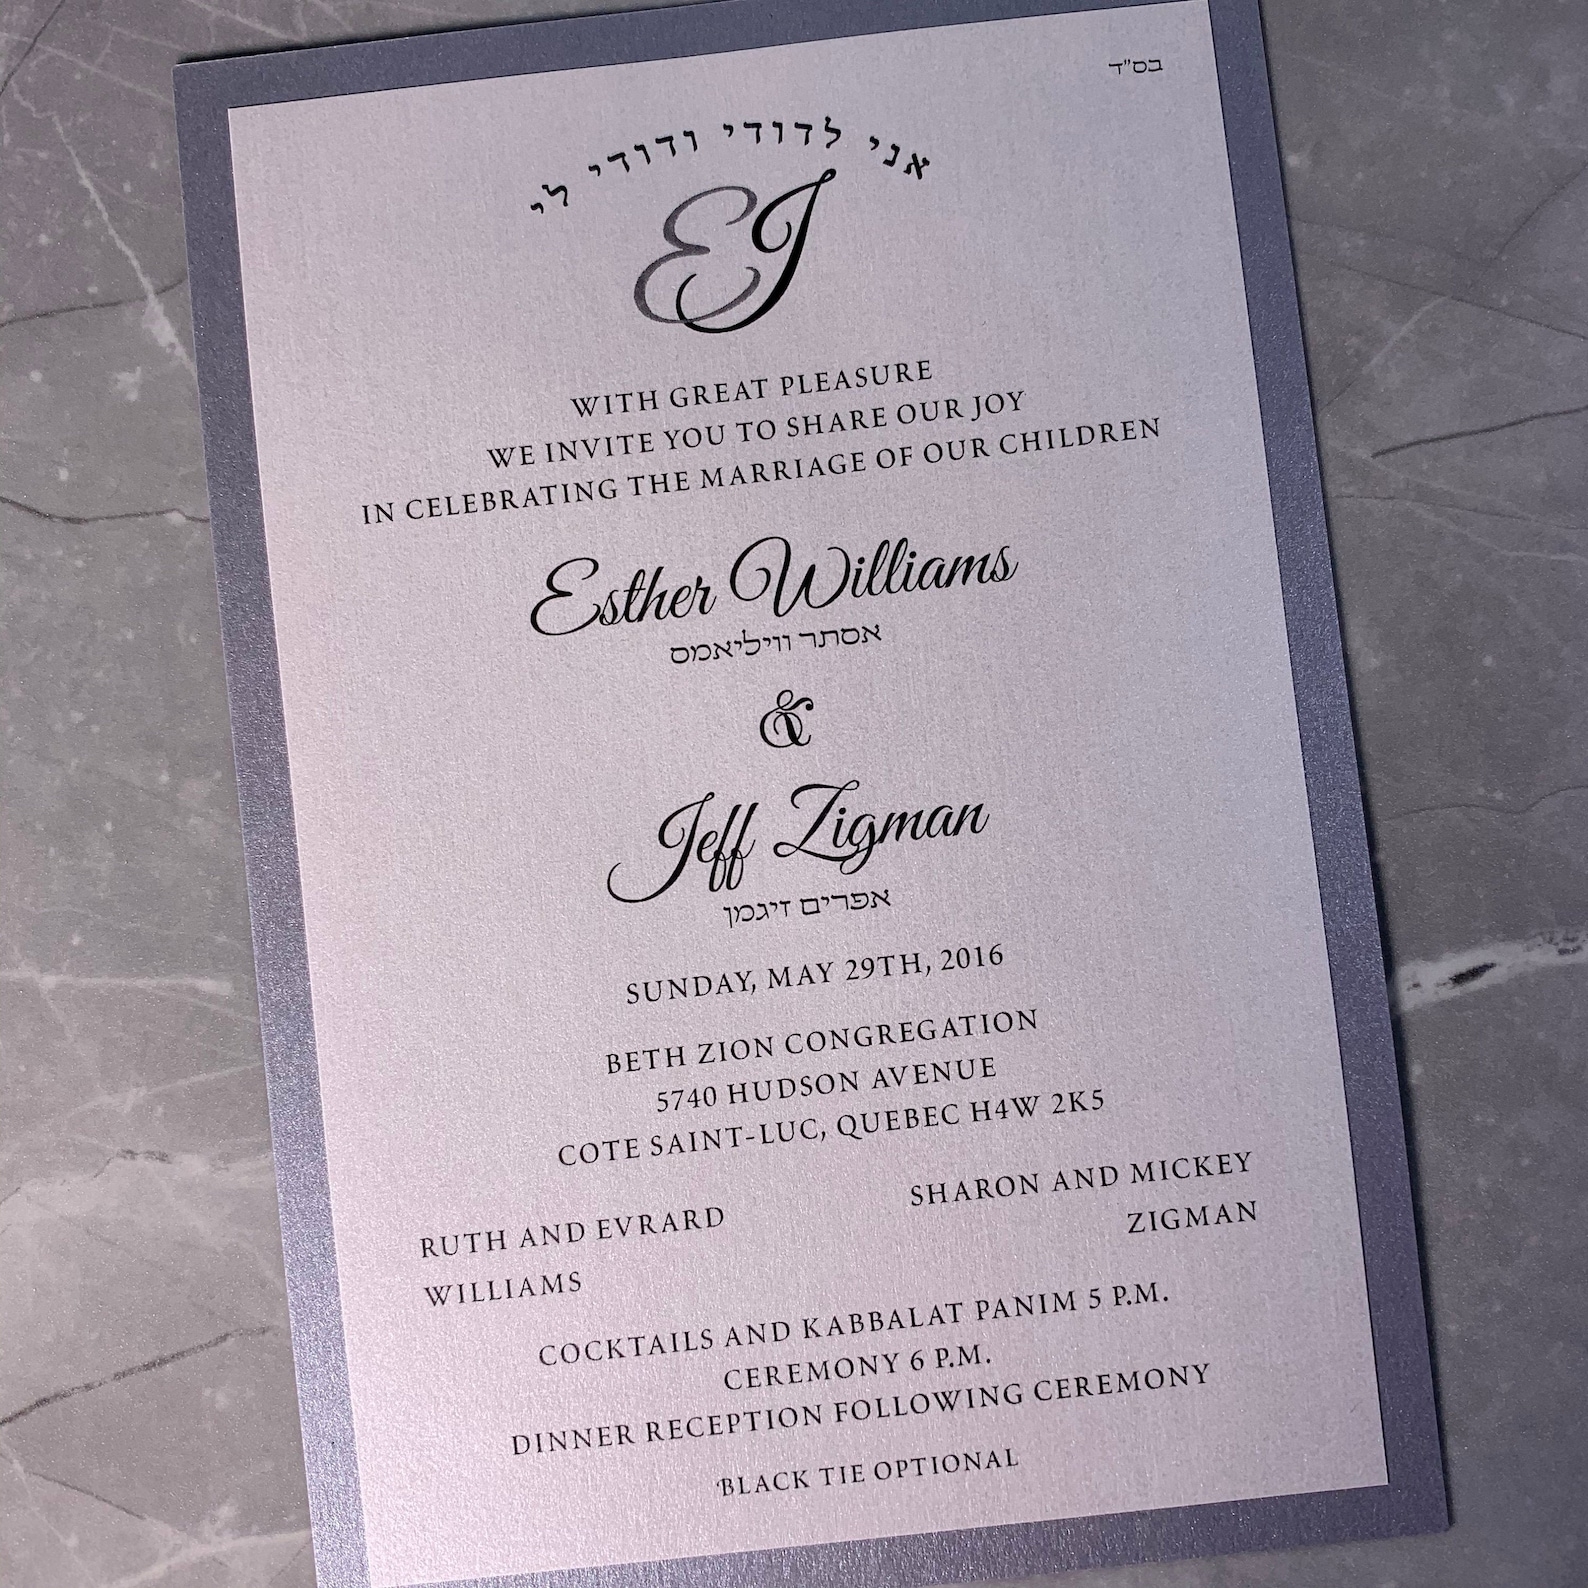 בס"ד
אני לדודי ודודי לי
EJ
WITH GREAT PLEASURE
WE INVITE YOU TO SHARE OUR JOY
IN CELEBRATING THE MARRIAGE OF OUR CHILDREN
Esther Williams
אסתר וויליאמס
&
Jeff Zigman
אפרים זיגמן
SUNDAY, MAY 29TH, 2016
BETH ZION CONGREGATION
5740 HUDSON AVENUE
COTE SAINT-LUC, QUEBEC H4W 2K5
RUTH AND EVRARD
WILLIAMS
SHARON AND MICKEY
ZIGMAN
COCKTAILS AND KABBALAT PANIM 5 P.M.
CEREMONY 6 P.M.
DINNER RECEPTION FOLLOWING CEREMONY
BLACK TIE OPTIONAL